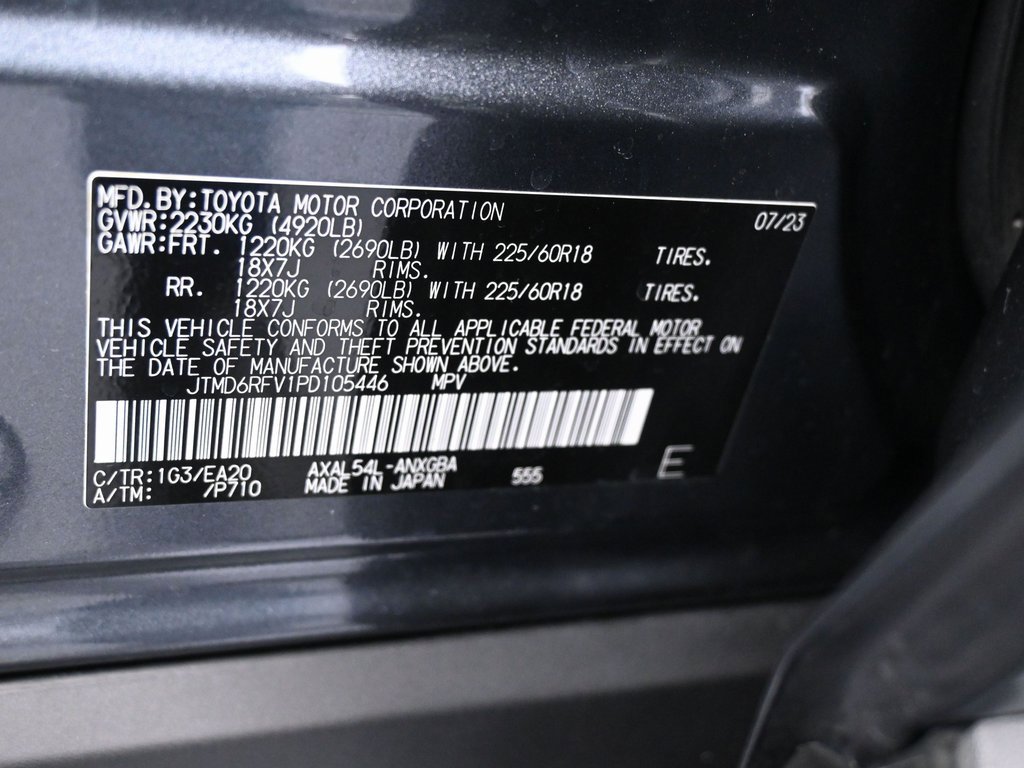 MFD. BY: TOYOTA MOTOR CORPORATION 07/23
GVWR: 2230KG (4920LB)
GAWR: FRT. 1220KG (2690LB) WITH 225/60R18 TIRES.
18X7J RIMS.
RR. 1220KG (2690LB) WITH 225/60R18 TIRES.
18X7J RIMS.
THIS VEHICLE CONFORMS TO ALL APPLICABLE FEDERAL MOTOR
VEHICLE SAFETY AND THEFT PREVENTION STANDARDS IN EFFECT ON
THE DATE OF MANUFACTURE SHOWN ABOVE.
JTMD6RFV1PD105446 MPV
C/TR: 1G3/EA20 AXAL54L-ANXGBA 555 E
A/TM: /P710 MADE IN JAPAN